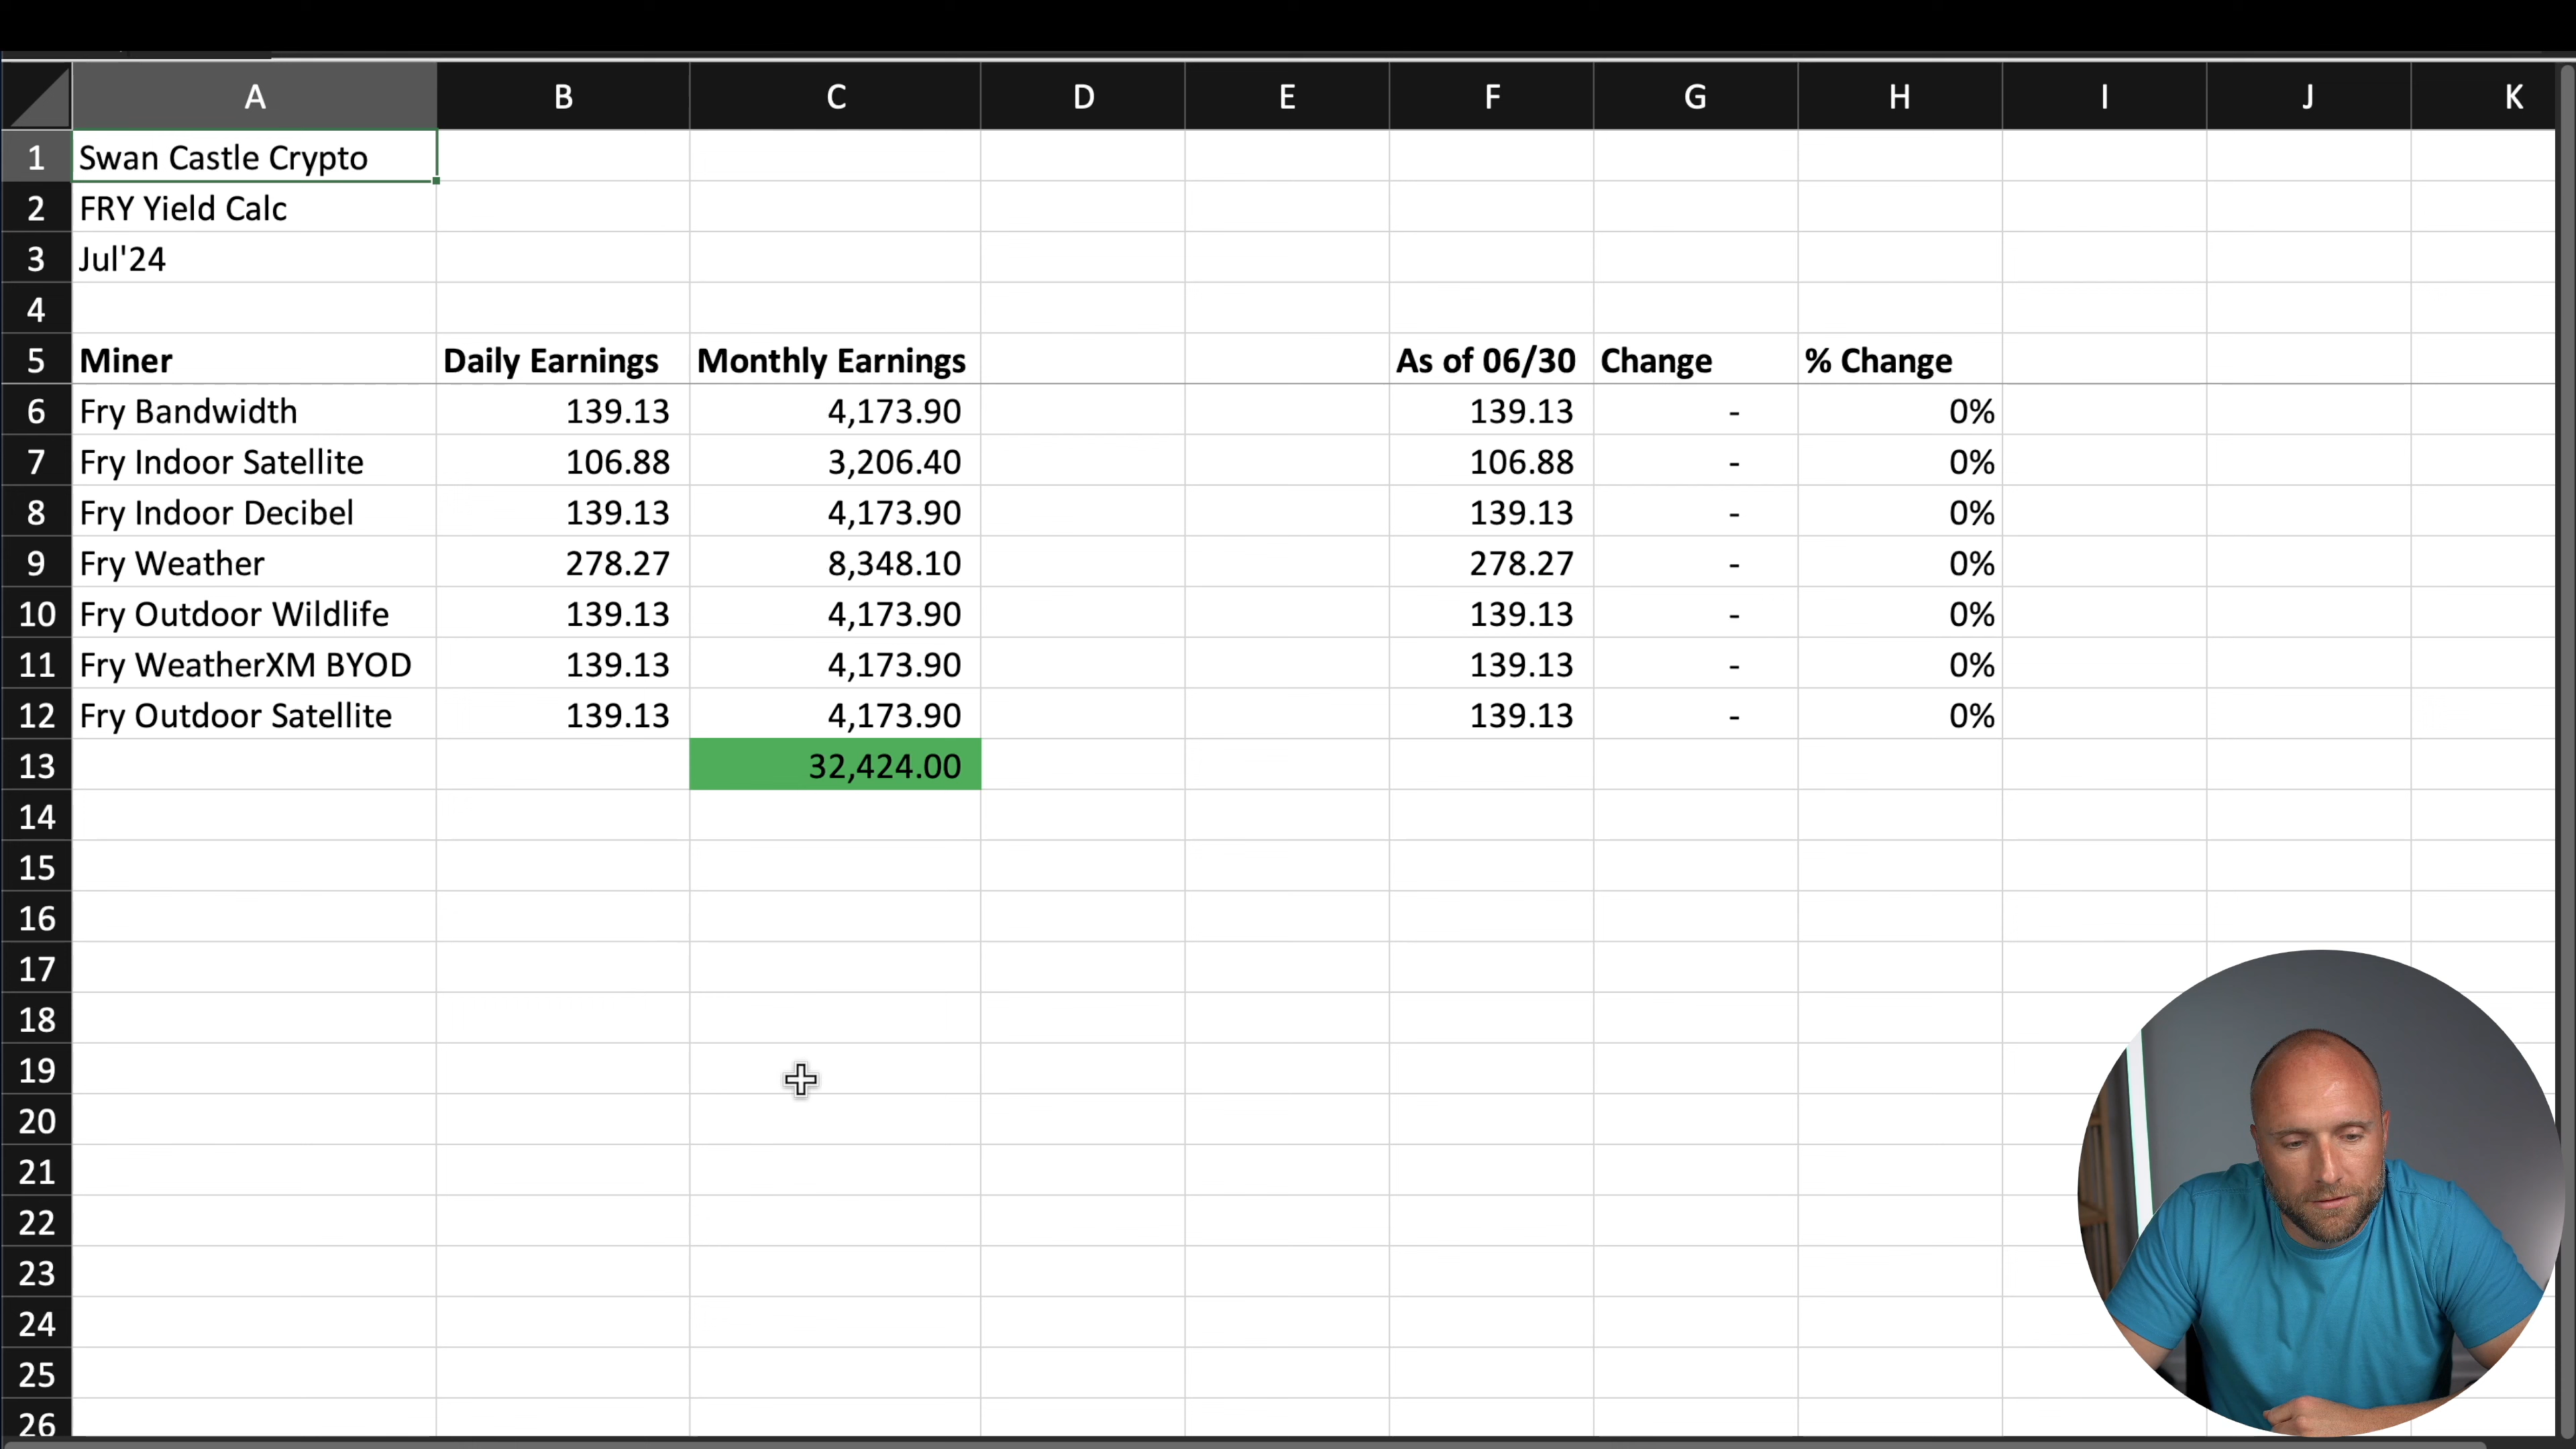 A B C D E F G H I J K
1 Swan Castle Crypto
2 FRY Yield Calc
3 Jul'24
4
5 Miner Daily Earnings Monthly Earnings As of 06/30 Change % Change
6 Fry Bandwidth 139.13 4,173.90 139.13 - 0%
7 Fry Indoor Satellite 106.88 3,206.40 106.88 - 0%
8 Fry Indoor Decibel 139.13 4,173.90 139.13 - 0%
9 Fry Weather 278.27 8,348.10 278.27 - 0%
10 Fry Outdoor Wildlife 139.13 4,173.90 139.13 - 0%
11 Fry WeatherXM BYOD 139.13 4,173.90 139.13 - 0%
12 Fry Outdoor Satellite 139.13 4,173.90 139.13 - 0%
13 32,424.00
14
15
16
17
18
19
20
21
22
23
24
25
26